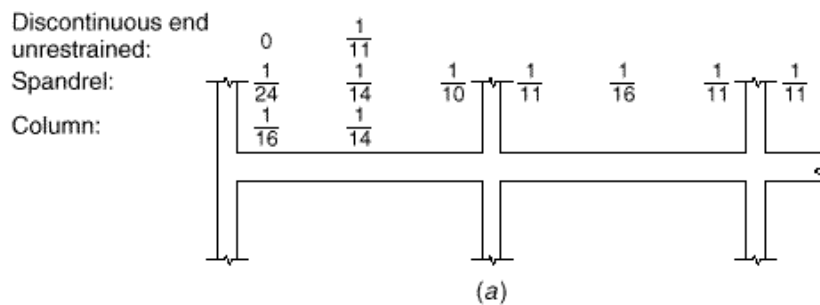 Discontinuous end
unrestrained: 0 1/11
Spandrel: 1/24 1/14 1/10 1/11 1/16 1/11 1/11
Column: 1/16 1/14
(a)